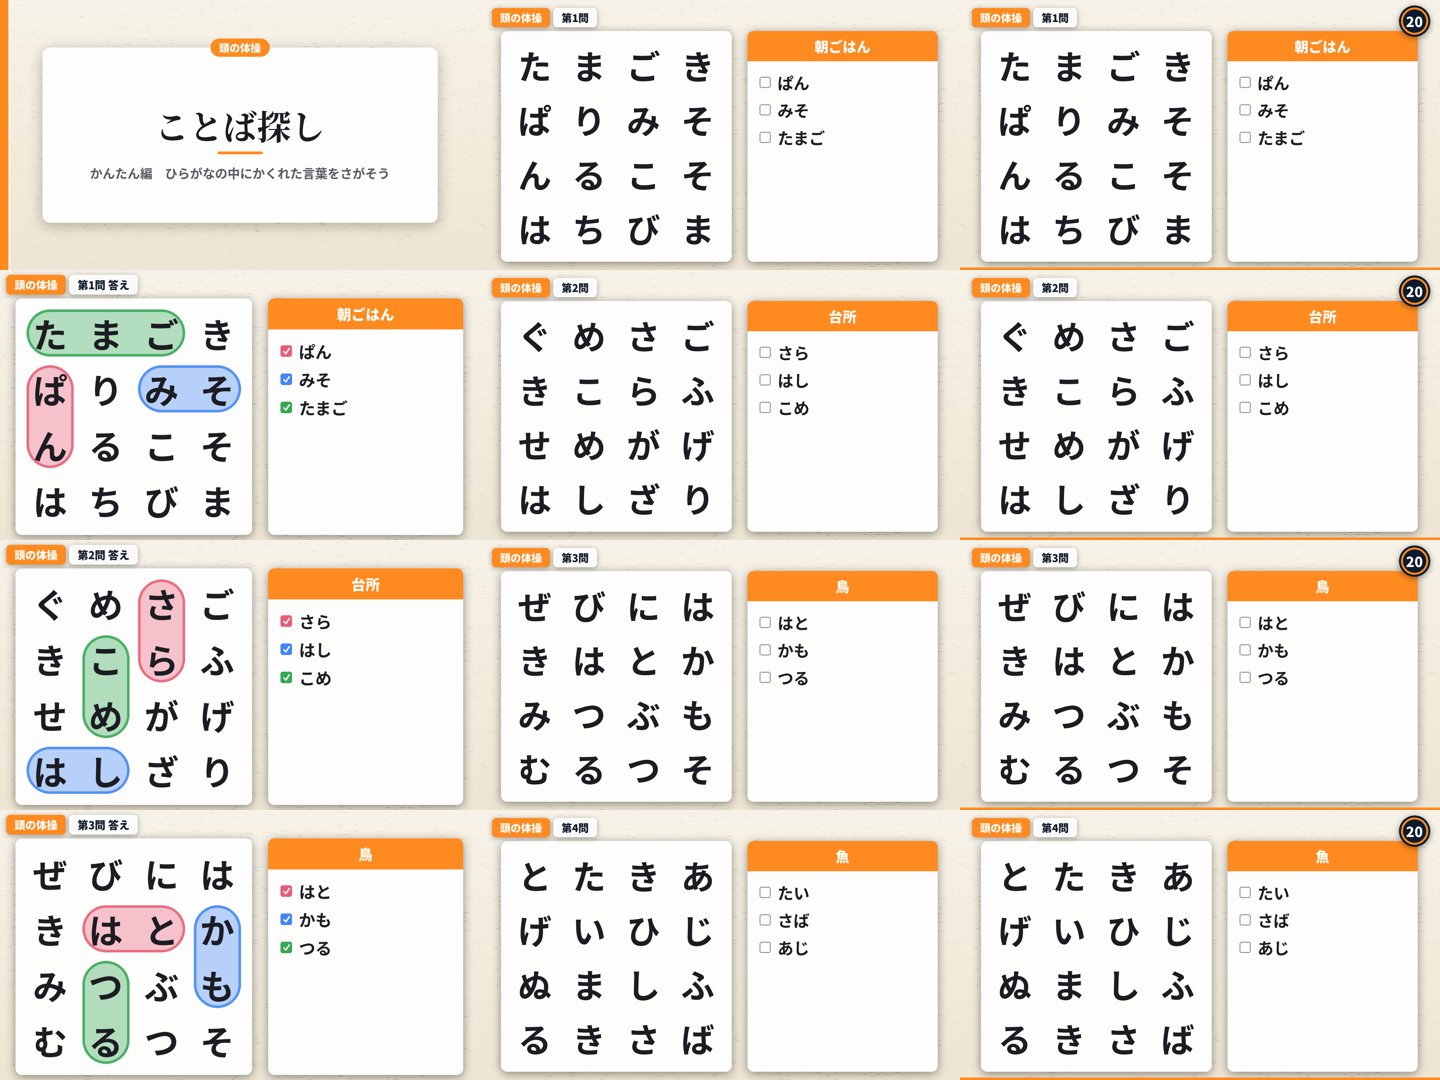 頭の体操
ことば探し
かんたん編　ひらがなの中にかくれた言葉をさがそう
頭の体操 第1問
た ま ご き
ぱ り み そ
ん る こ そ
は ち び ま
朝ごはん
ぱん
みそ
たまご
頭の体操 第1問
20
た ま ご き
ぱ り み そ
ん る こ そ
は ち び ま
朝ごはん
ぱん
みそ
たまご
頭の体操 第1問 答え
た ま ご き
ぱ り み そ
ん る こ そ
は ち び ま
朝ごはん
ぱん
みそ
たまご
頭の体操 第2問
ぐ め さ ご
き こ ら ふ
せ め が げ
は し ざ り
台所
さら
はし
こめ
頭の体操 第2問
20
ぐ め さ ご
き こ ら ふ
せ め が げ
は し ざ り
台所
さら
はし
こめ
頭の体操 第2問 答え
ぐ め さ ご
き こ ら ふ
せ め が げ
は し ざ り
台所
さら
はし
こめ
頭の体操 第3問
ぜ び に は
き は と か
み つ ぶ も
む る つ そ
鳥
はと
かも
つる
頭の体操 第3問
20
ぜ び に は
き は と か
み つ ぶ も
む る つ そ
鳥
はと
かも
つる
頭の体操 第3問 答え
ぜ び に は
き は と か
み つ ぶ も
む る つ そ
鳥
はと
かも
つる
頭の体操 第4問
と た き あ
げ い ひ じ
ぬ ま し ふ
る き さ ば
魚
たい
さば
あじ
頭の体操 第4問
20
と た き あ
げ い ひ じ
ぬ ま し ふ
る き さ ば
魚
たい
さば
あじ